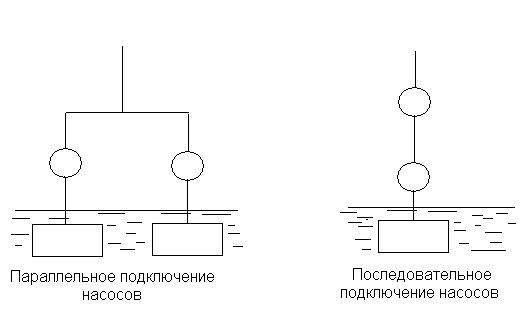 Параллельное подключение
насосов
Последовательное
подключение насосов